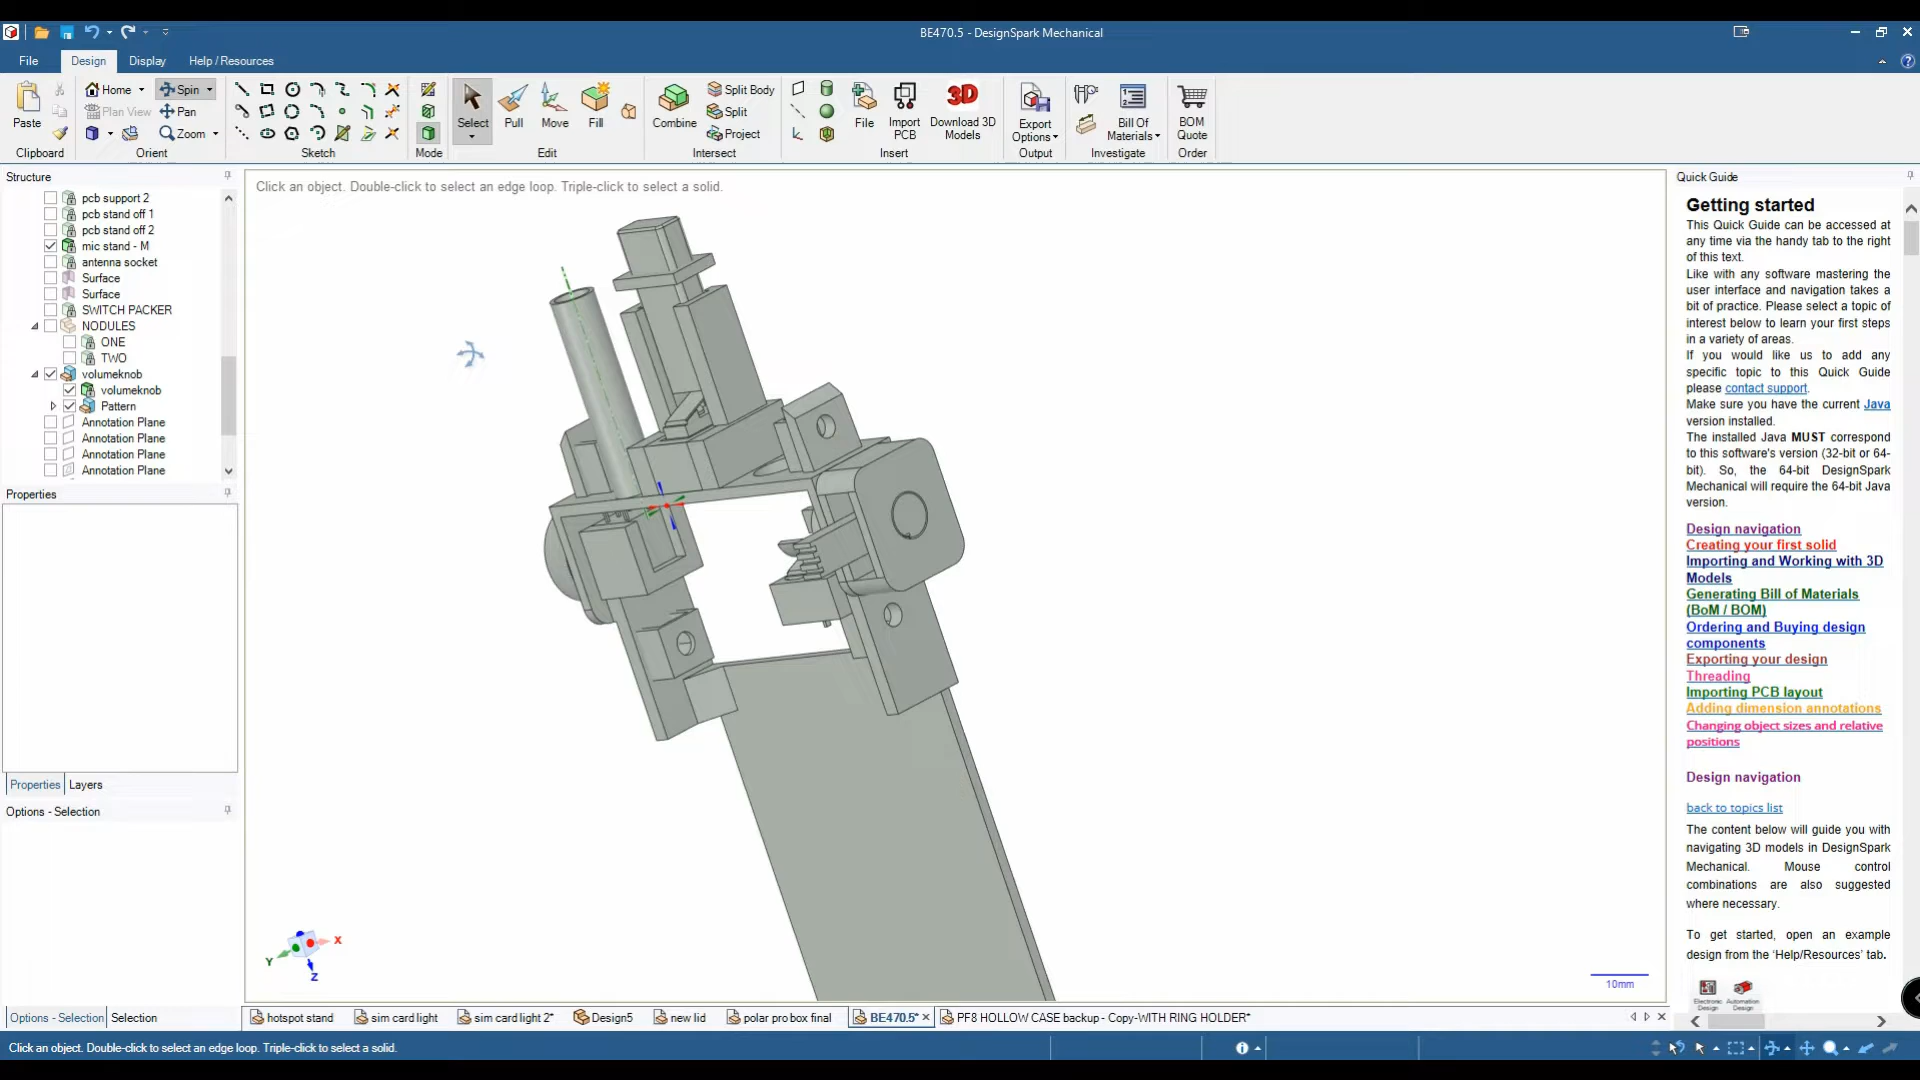 BE470.5 - DesignSpark Mechanical
File Design Display Help / Resources
Paste
Clipboard
Home Spin
Plan View Pan
Zoom
Orient
Sketch
Mode
Select Pull Move Fill
Edit
Combine
Split Body
Split
Project
Intersect
File Import PCB Download 3D Models
Insert
Export Options
Output
Bill Of Materials
Investigate
BOM Quote
Order
Structure
pcb support 2
pcb stand off 1
pcb stand off 2
mic stand - M
antenna socket
Surface
Surface
SWITCH PACKER
NODULES
ONE
TWO
volumeknob
volumeknob
Pattern
Annotation Plane
Annotation Plane
Annotation Plane
Annotation Plane
Properties
Properties Layers
Options - Selection
Options - Selection Selection
Click an object. Double-click to select an edge loop. Triple-click to select a solid.
X
Y
Z
10mm
hotspot stand sim card light sim card light 2* Design5 new lid polar pro box final BE470.5* PF8 HOLLOW CASE backup - Copy-WITH RING HOLDER*
Quick Guide
Getting started
This Quick Guide can be accessed at
any time via the handy tab to the right
of this text.
Like with any software mastering the
user interface and navigation takes a
bit of practice. Please select a topic of
interest below to learn your first steps
in a variety of areas.
If you would like us to add any
specific topic to this Quick Guide
please contact support.
Make sure you have the current Java
version installed.
The installed Java MUST correspond
to this software's version (32-bit or 64-
bit). So, the 64-bit DesignSpark
Mechanical will require the 64-bit Java
version.
Design navigation
Creating your first solid
Importing and Working with 3D
Models
Generating Bill of Materials
(BoM / BOM)
Ordering and Buying design
components
Exporting your design
Threading
Importing PCB layout
Adding dimension annotations
Changing object sizes and relative
positions
Design navigation
back to topics list
The content below will guide you with
navigating 3D models in DesignSpark
Mechanical. Mouse control
combinations are also suggested
where necessary.
To get started, open an example
design from the 'Help/Resources' tab.
Electronic Design Automation Design
Click an object. Double-click to select an edge loop. Triple-click to select a solid.